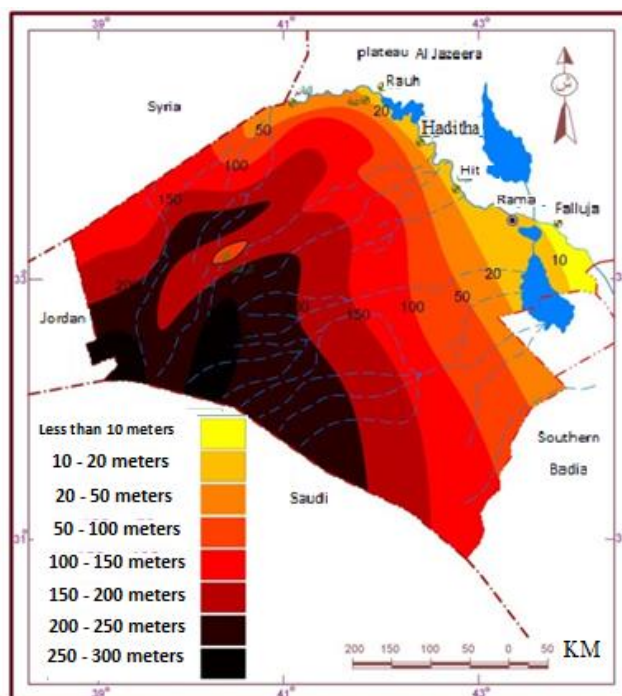 39°
41
43°
plateau Al Jazeera
Rauh
Syria
20
50
Haditha
ش
100
Hit
150
Rama
Falluja
10
20
Jordan
150
100
50
Southern
Badia
Less than 10 meters
10 - 20 meters
20 - 50 meters
50 - 100 meters
100 - 150 meters
150 - 200 meters
200 - 250 meters
250 - 300 meters
Saudi
31
200 150 100 50 0 50 KM
39°
41
43°